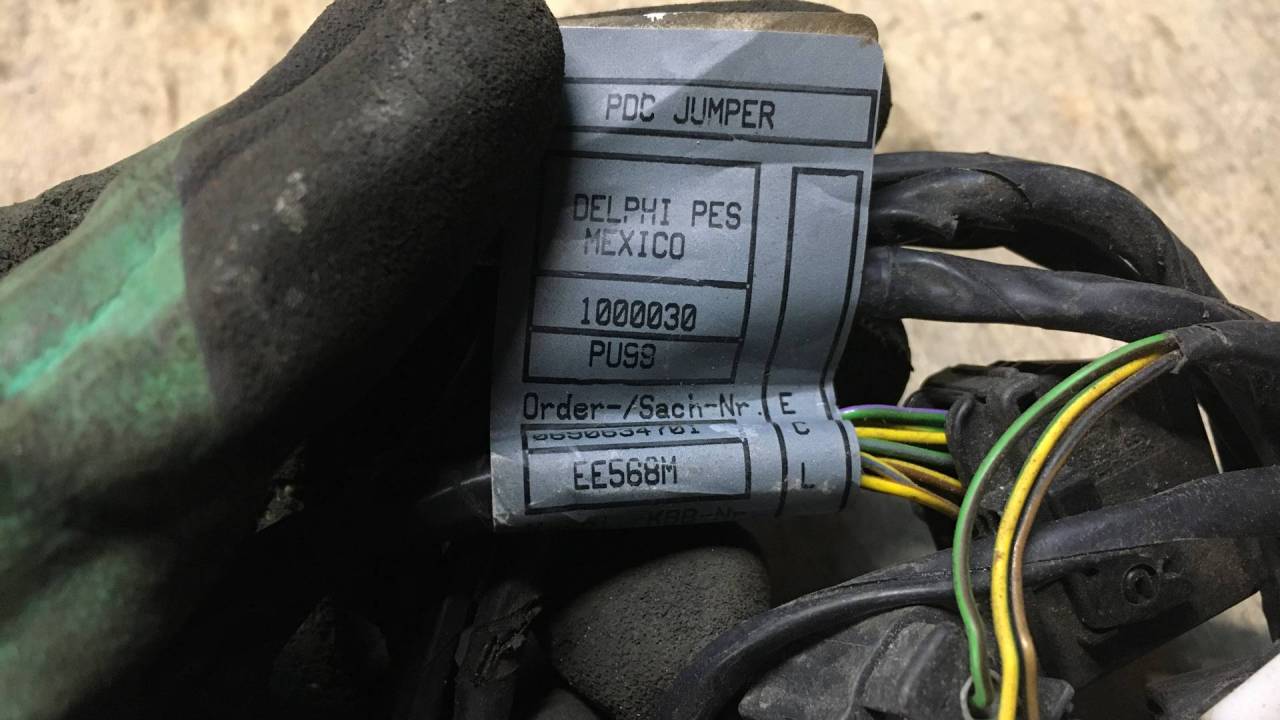 PDC JUMPER
DELPHI PES
MEXICO
1000030
PU99
Order-/Sach-Nr.
E
C
L
EE568M